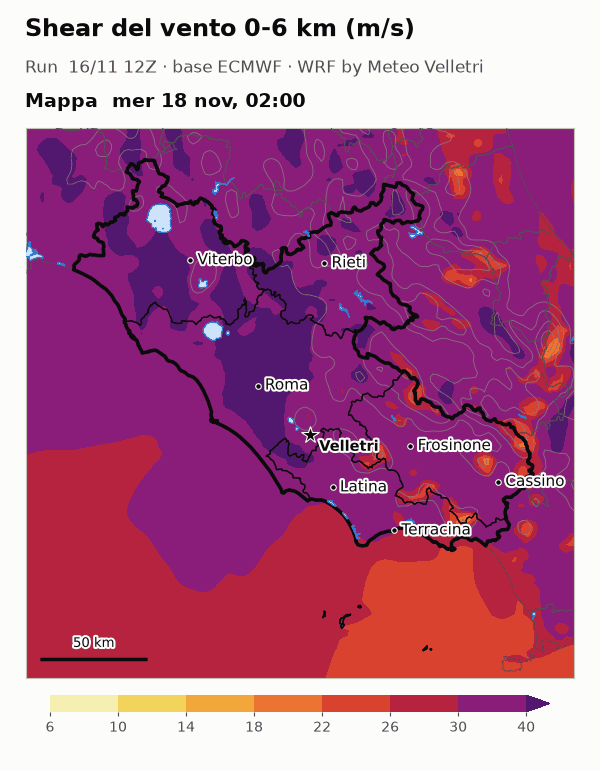 Shear del vento 0-6 km (m/s)
Run  16/11 12Z · base ECMWF · WRF by Meteo Velletri
Mappa  mer 18 nov, 02:00
Viterbo
Rieti
Roma
Velletri
Frosinone
Latina
Cassino
Terracina
50 km
6 10 14 18 22 26 30 40